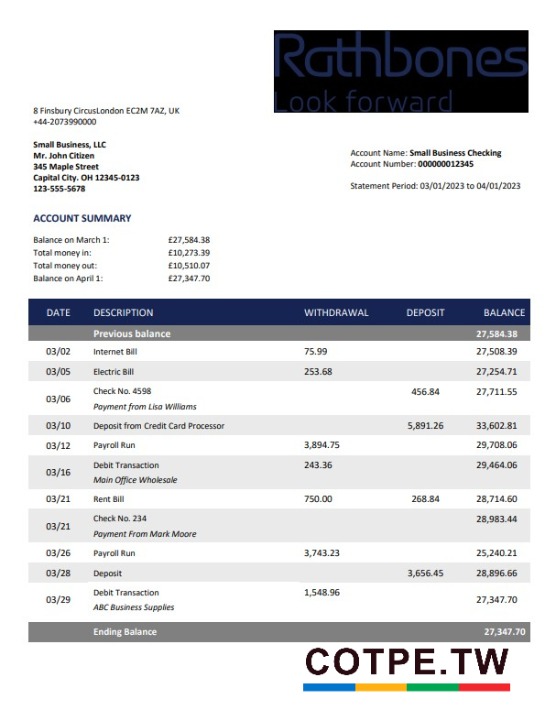 Rathbones
Look forward
8 Finsbury CircusLondon EC2M 7AZ, UK
+44-2073990000
Small Business, LLC
Mr. John Citizen
345 Maple Street
Capital City. OH 12345-0123
123-555-5678
Account Name: Small Business Checking
Account Number: 00000012345
Statement Period: 03/01/2023 to 04/01/2023
ACCOUNT SUMMARY
Balance on March 1: £27,584.38
Total money in: £10,273.39
Total money out: £10,510.07
Balance on April 1: £27,347.70
DATE DESCRIPTION WITHDRAWAL DEPOSIT BALANCE
Previous balance 27,584.38
03/02 Internet Bill 75.99 27,508.39
03/05 Electric Bill 253.68 27,254.71
03/06 Check No. 4598 456.84 27,711.55
Payment from Lisa Williams
03/10 Deposit from Credit Card Processor 5,891.26 33,602.81
03/12 Payroll Run 3,894.75 29,708.06
03/16 Debit Transaction 243.36 29,464.06
Main Office Wholesale
03/21 Rent Bill 750.00 268.84 28,714.60
03/21 Check No. 234 28,983.44
Payment From Mark Moore
03/26 Payroll Run 3,743.23 25,240.21
03/28 Deposit 3,656.45 28,896.66
03/29 Debit Transaction 1,548.96 27,347.70
ABC Business Supplies
Ending Balance 27,347.70
COTPE.TW